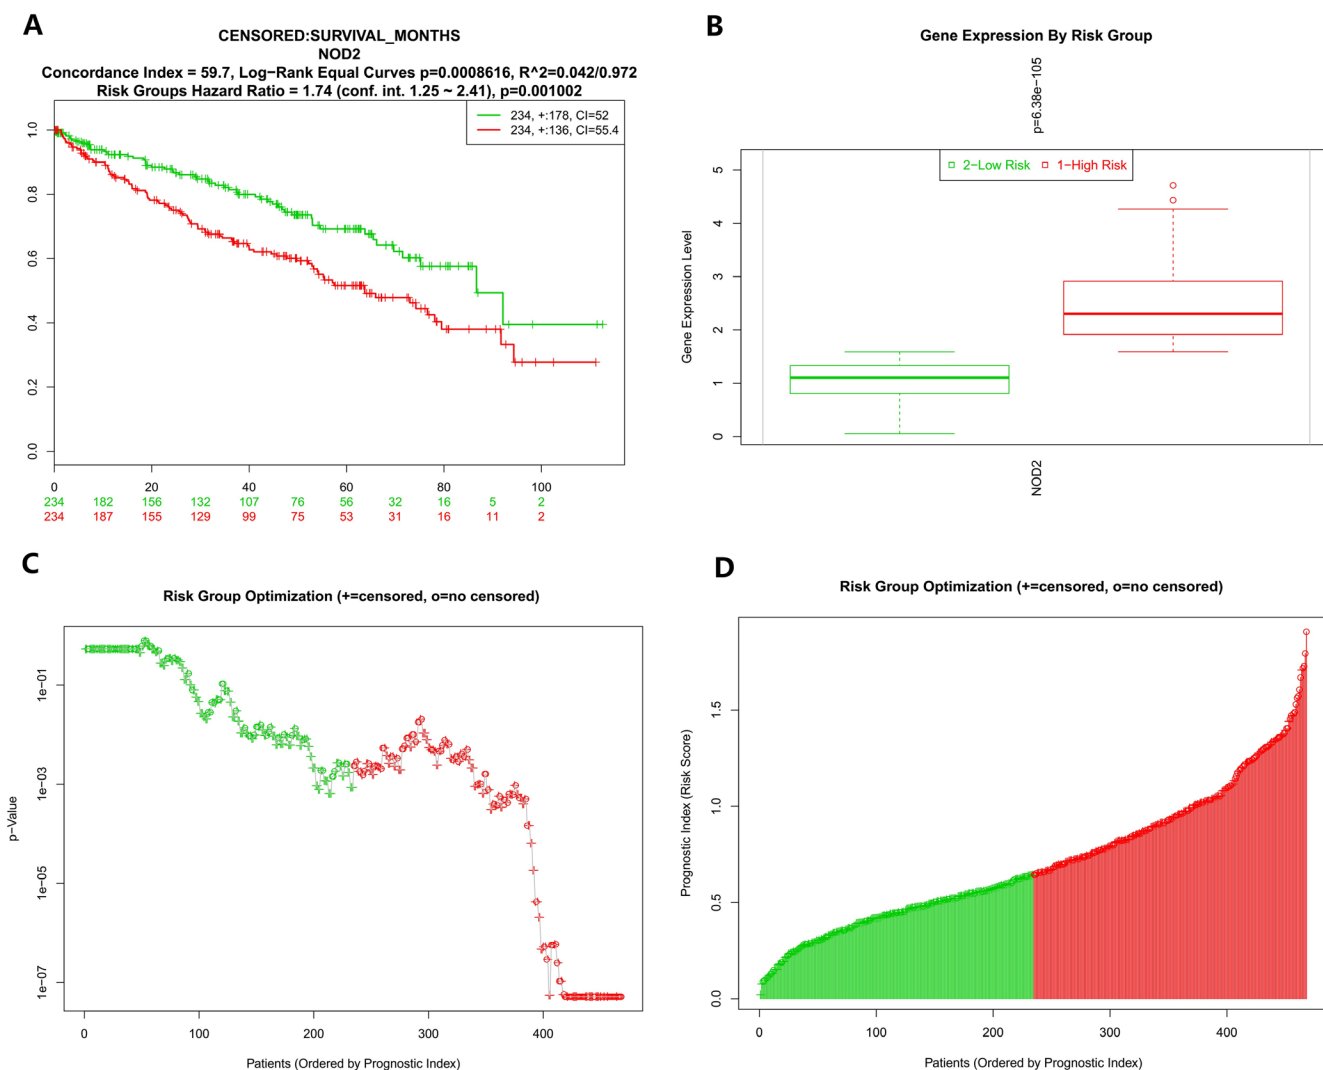 A
CENSORED:SURVIVAL_MONTHS
NOD2
Concordance Index = 59.7, Log−Rank Equal Curves p=0.0008616, R^2=0.042/0.972
Risk Groups Hazard Ratio = 1.74 (conf. int. 1.25 ~ 2.41), p=0.001002
234, +:178, CI=52
234, +:136, CI=55.4
1.0
0.8
0.6
0.4
0.2
0.0
0 20 40 60 80 100
234 182 156 132 107 76 56 32 16 5 2
234 187 155 129 99 75 53 31 16 11 2
B
Gene Expression By Risk Group
p=6.38e−105
2−Low Risk 1−High Risk
Gene Expression Level
5
4
3
2
1
0
NOD2
C
Risk Group Optimization (+=censored, o=no censored)
p−Value
1e−01
1e−03
1e−05
1e−07
0 100 200 300 400
Patients (Ordered by Prognostic Index)
D
Risk Group Optimization (+=censored, o=no censored)
Prognostic Index (Risk Score)
1.5
1.0
0.5
0.0
0 100 200 300 400
Patients (Ordered by Prognostic Index)